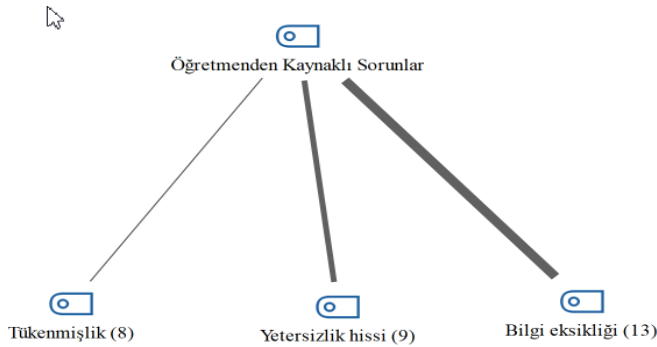 Öğretmenden Kaynaklı Sorunlar
Tükenmişlik (8)
Yetersizlik hissi (9)
Bilgi eksikliği (13)